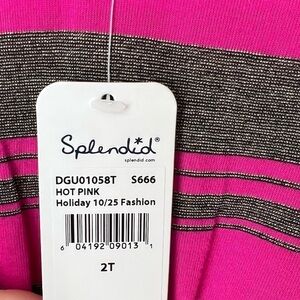 Splendid®
splendid.com
DGU01058T S666
HOT PINK
Holiday 10/25 Fashion
6 04192 09013 1
2T